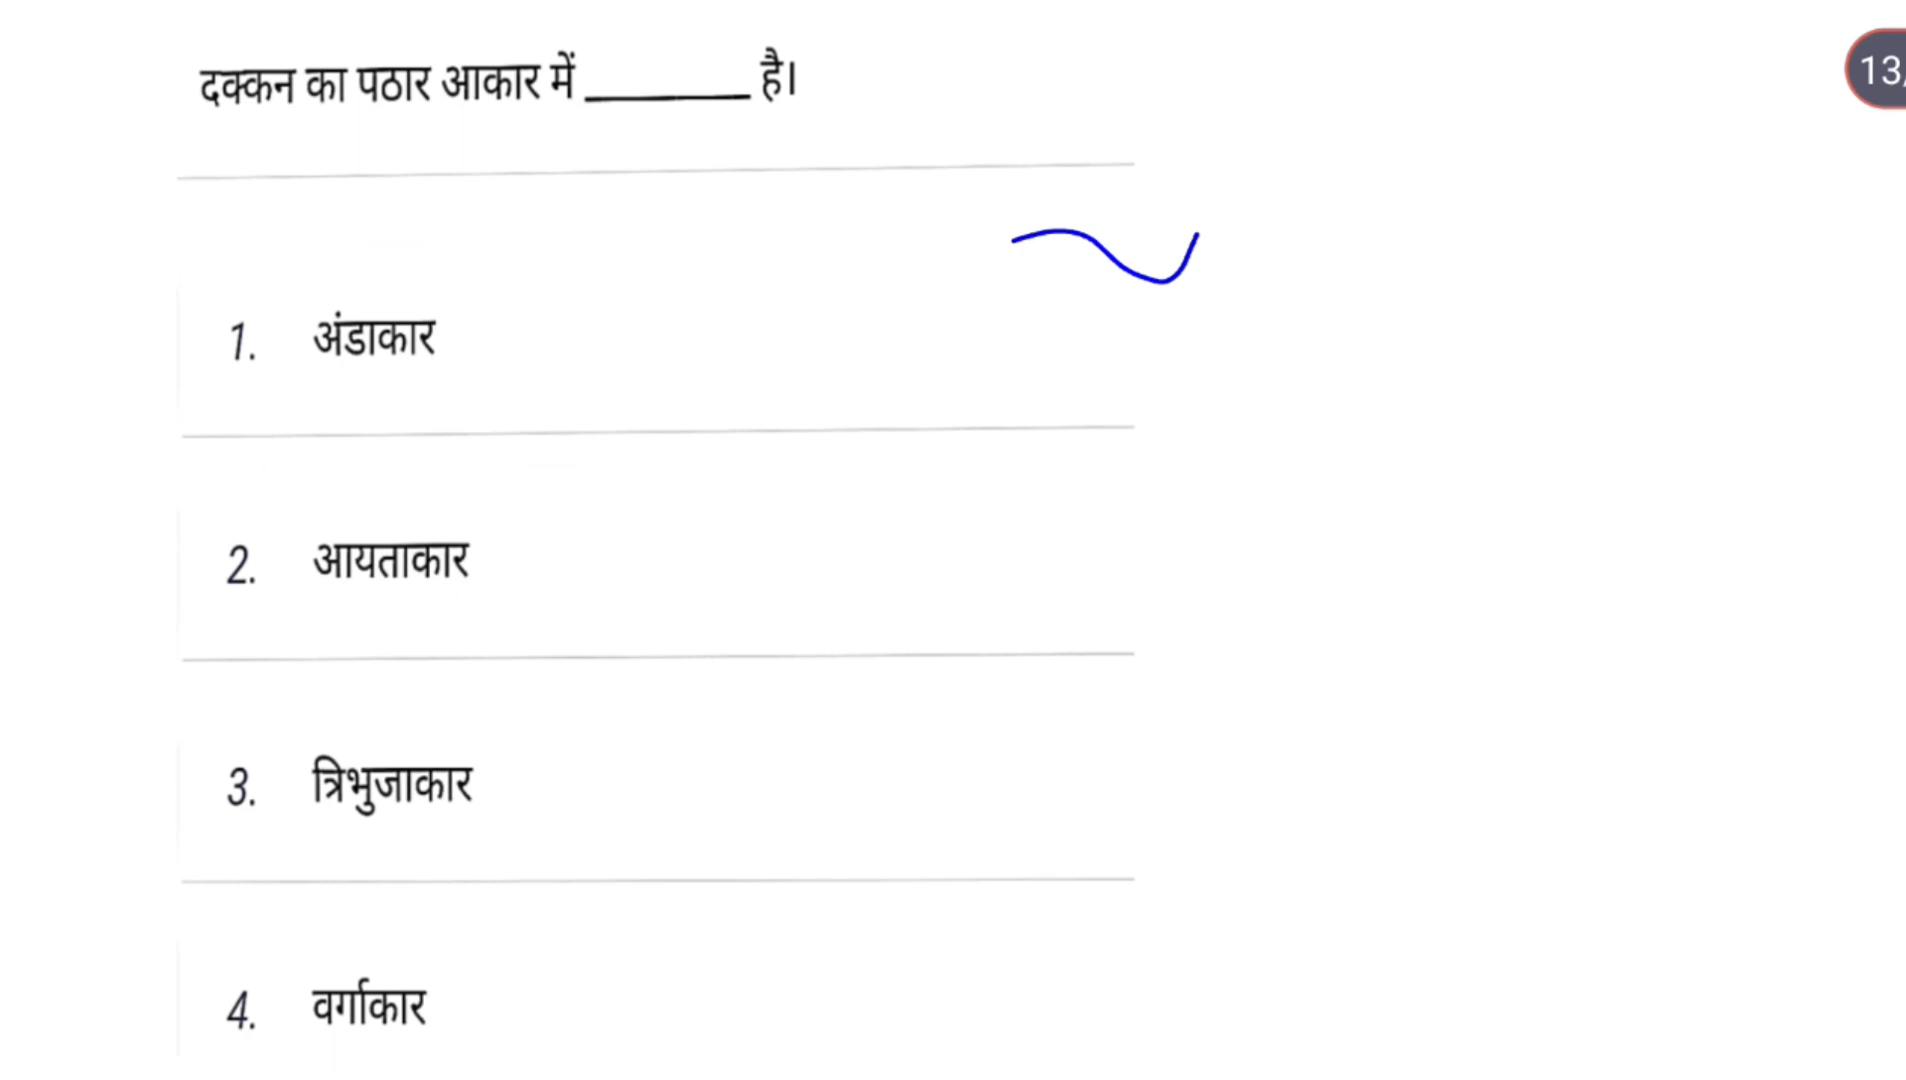 दक्कन का पठार आकार में ________ है।
13,
1. अंडाकार
2. आयताकार
3. त्रिभुजाकार
4. वर्गाकार